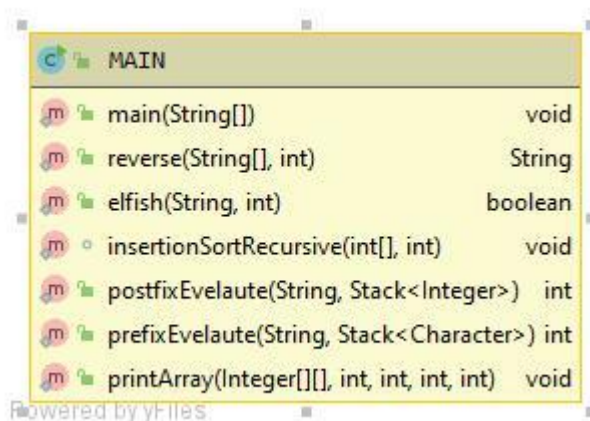 MAIN
main(String[]) void
reverse(String[], int) String
elfish(String, int) boolean
insertionSortRecursive(int[], int) void
postfixEvelaute(String, Stack<Integer>) int
prefixEvelaute(String, Stack<Character>) int
printArray(Integer[][], int, int, int, int) void
Powered by yFiles